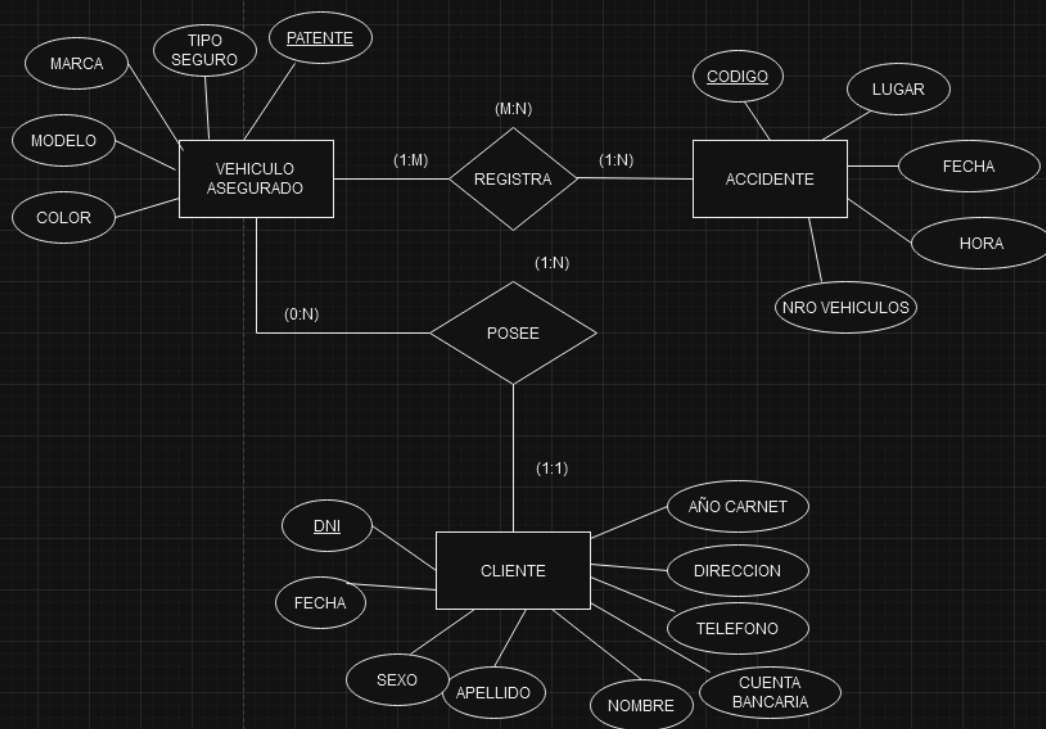 TIPO
SEGURO
PATENTE
MARCA
CODIGO
LUGAR
MODELO
(M:N)
VEHICULO
ASEGURADO
(1:M)
REGISTRA
(1:N)
ACCIDENTE
FECHA
COLOR
HORA
(1:N)
NRO VEHICULOS
(0:N)
POSEE
(1:1)
DNI
AÑO CARNET
CLIENTE
DIRECCION
FECHA
TELEFONO
SEXO
APELLIDO
NOMBRE
CUENTA
BANCARIA